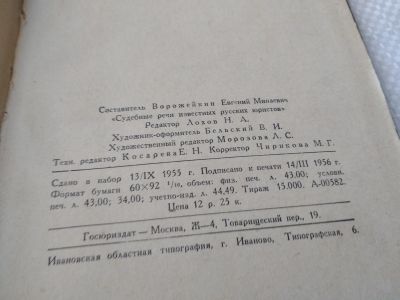 Составитель Ворожейкин Евгений Минаевич
«Судебные речи известных русских юристов»
Редактор Лохов Н. А.
Художник-оформитель Бельский В. И.
Художественный редактор Морозова Л. С.
Техн. редактор Косарева Е. Н. Корректор Чирикова М. Г.
Сдано в набор 13/IX 1955 г. Подписано к печати 14/III 1956 г.
Формат бумаги 60×92 1/16, объем: физ. печ. л. 43,00; условн.
печ. л. 43,00; 34,00; учетно-изд. л. 44,49. Тираж 15.000. А-00582.
Цена 12 р. 25 к.
Госюриздат — Москва, Ж—4, Товарищеский пер., 19.
Ивановская областная типография, г. Иваново, Типографская, 6.